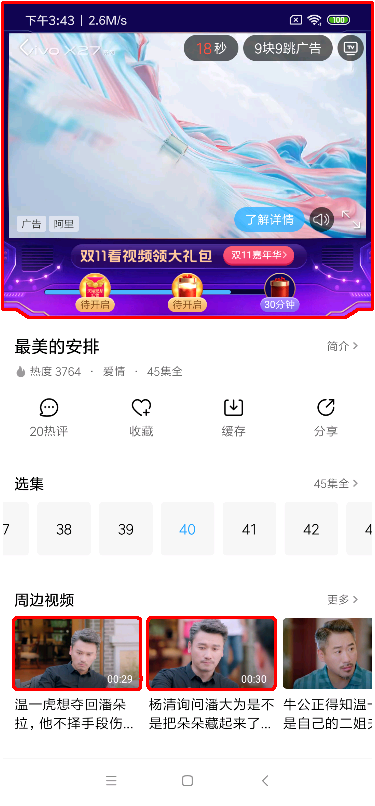 下午3:43 | 2.6M/s
100
vivo X27
18秒
9块9跳广告
TV
广告
阿里
了解详情
双11看视频领大礼包
双11嘉年华>
待开启
待开启
30分钟
最美的安排
简介>
热度 3764 · 爱情 · 45集全
20热评
收藏
缓存
分享
选集
45集全>
7
38
39
40
41
42
4
周边视频
更多>
00:29
00:30
温一虎想夺回潘朵
拉，他不择手段伤...
杨清询问潘大为是不
是把朵朵藏起来了...
牛公正得知温一
是自己的二姐夫